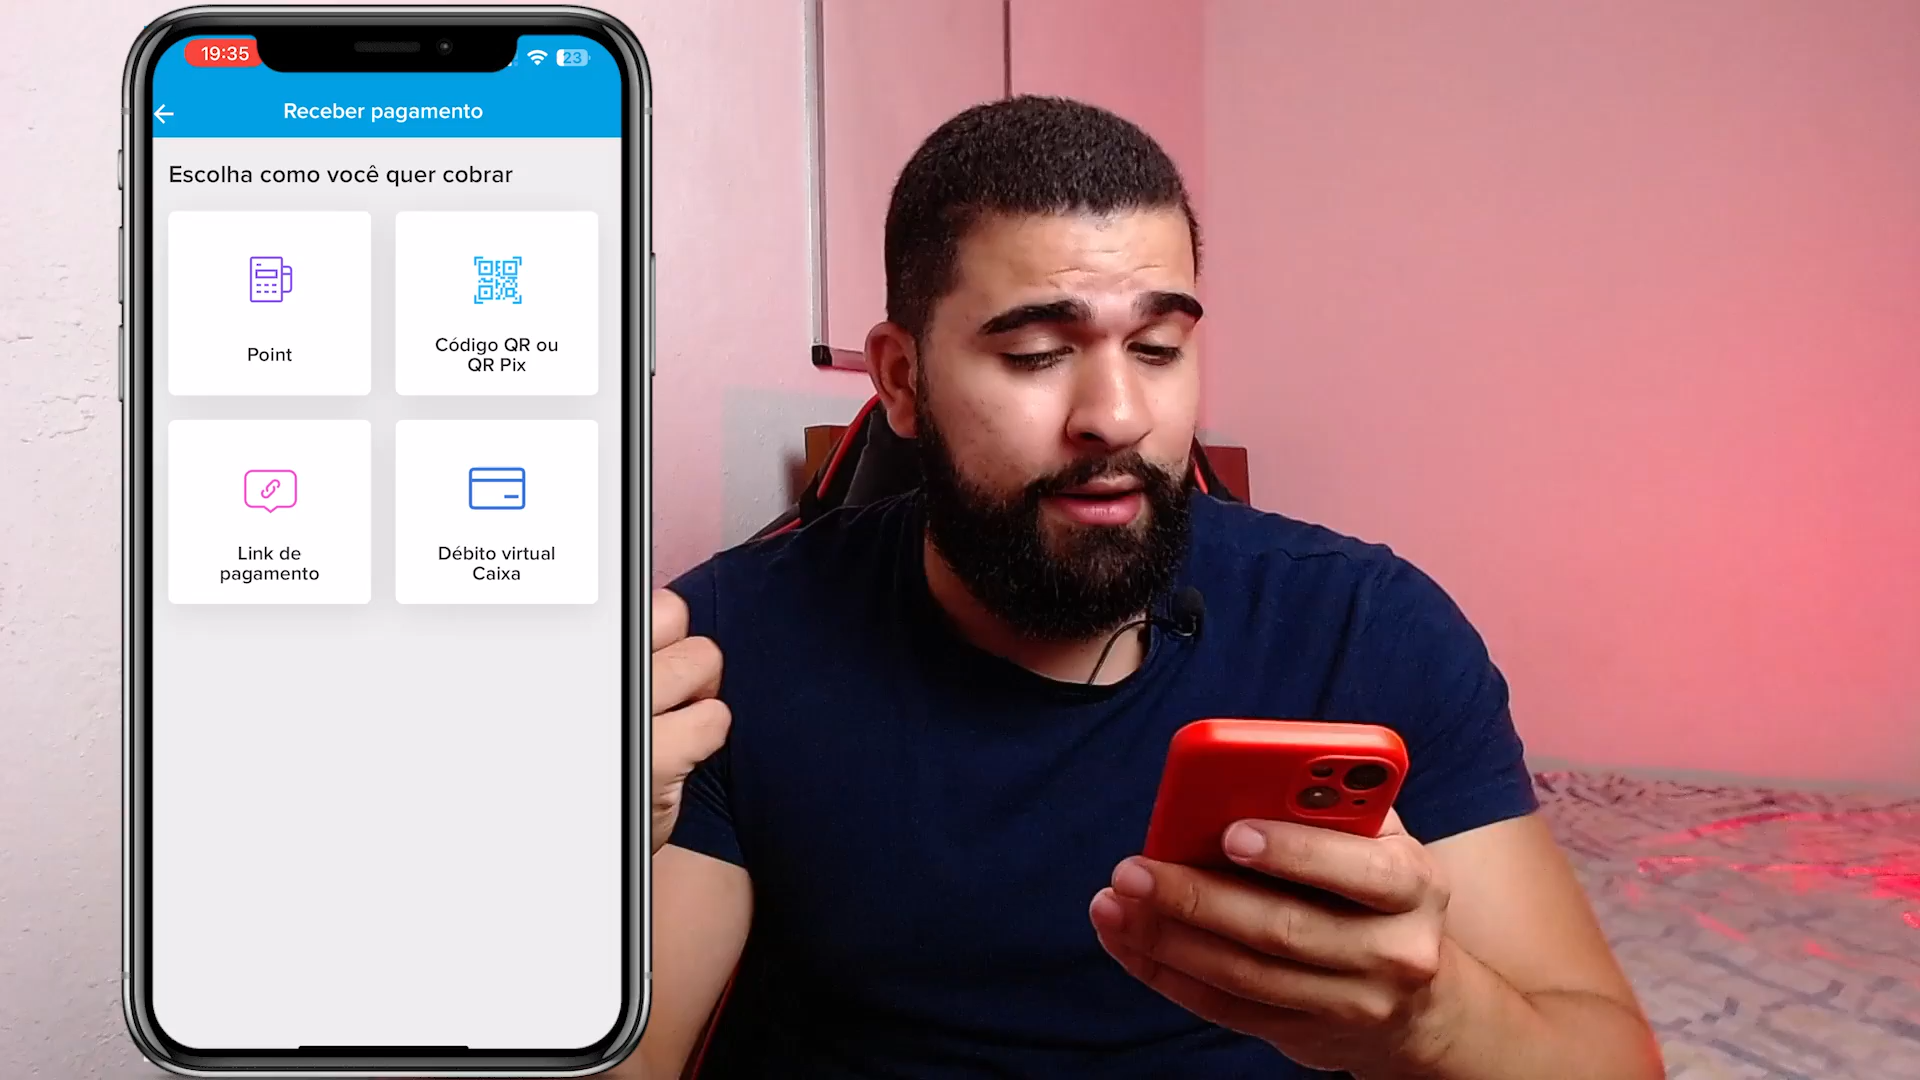 19:35
23
Receber pagamento
Escolha como você quer cobrar
Point
Código QR ou
QR Pix
Link de
pagamento
Débito virtual
Caixa